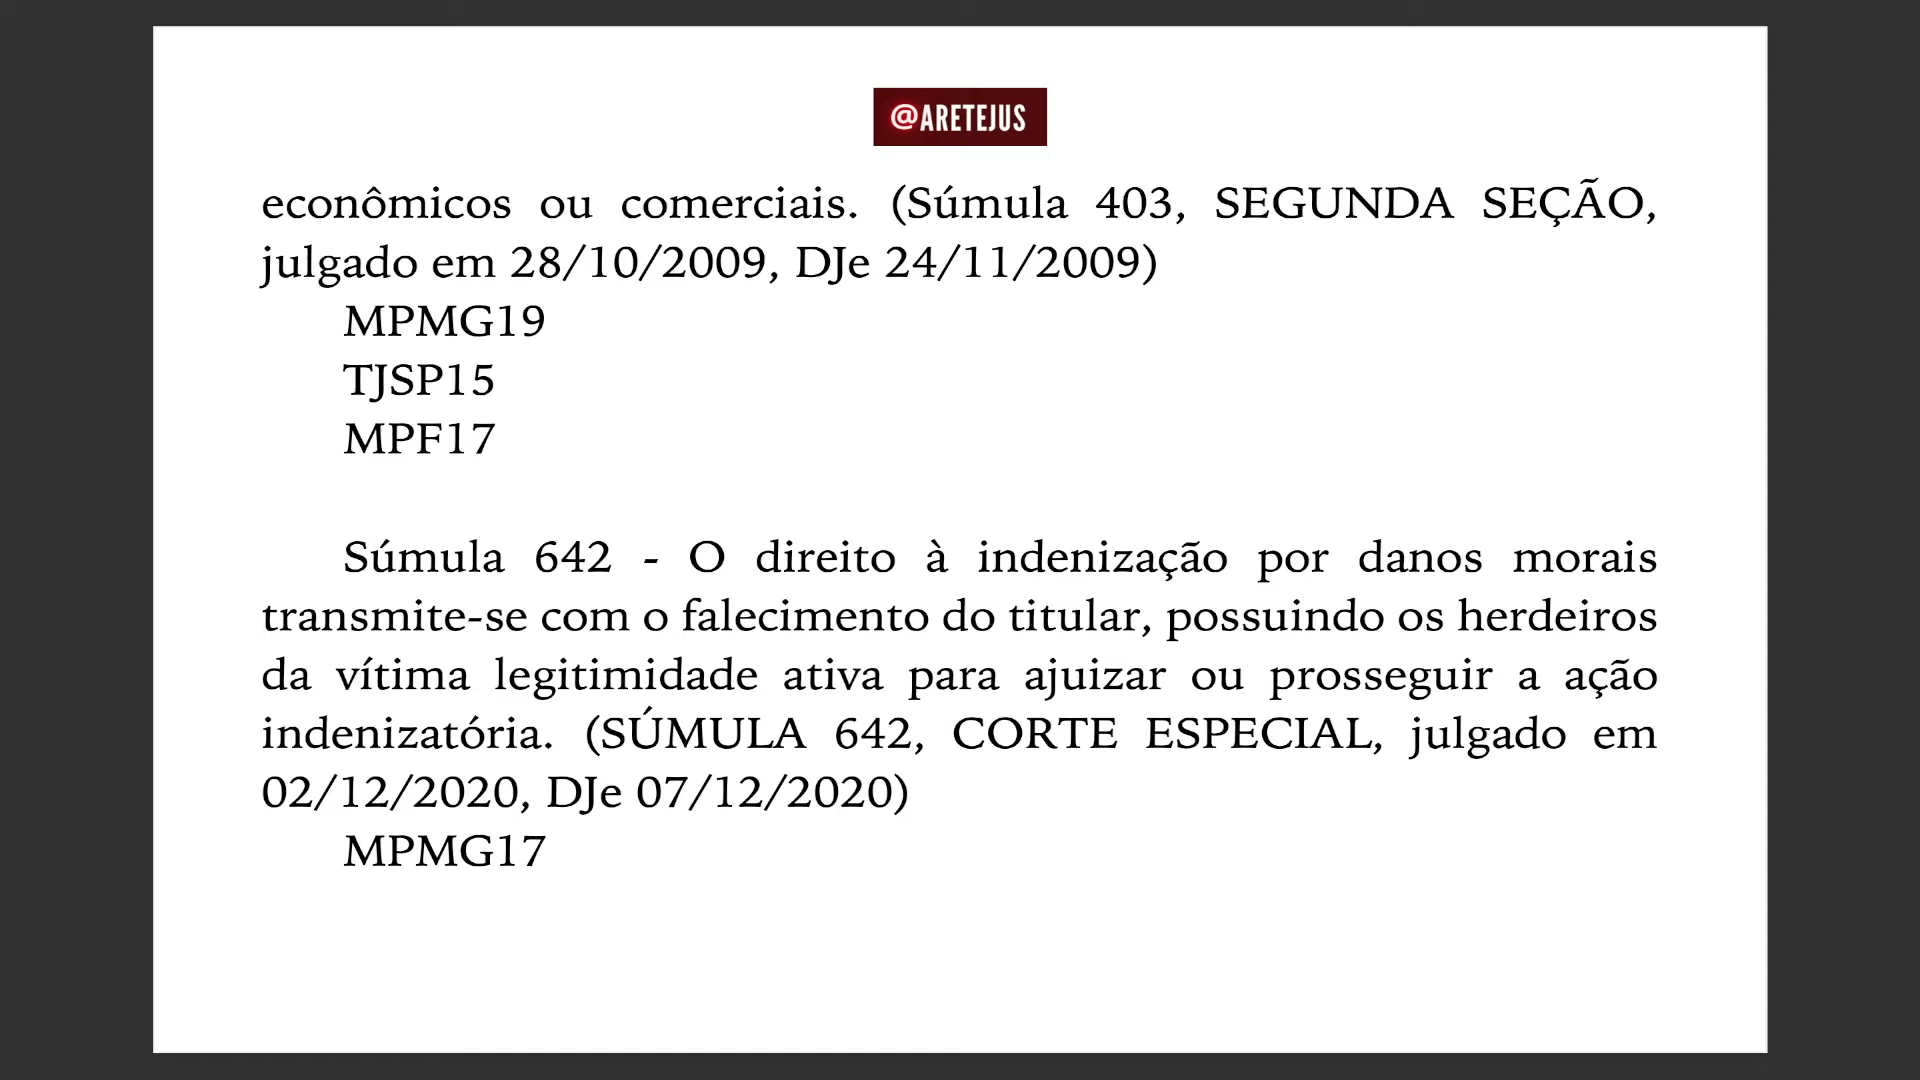 @ARETEJUS
econômicos ou comerciais. (Súmula 403, SEGUNDA SEÇÃO,
julgado em 28/10/2009, DJe 24/11/2009)
MPMG19
TJSP15
MPF17
Súmula 642 - O direito à indenização por danos morais
transmite-se com o falecimento do titular, possuindo os herdeiros
da vítima legitimidade ativa para ajuizar ou prosseguir a ação
indenizatória. (SÚMULA 642, CORTE ESPECIAL, julgado em
02/12/2020, DJe 07/12/2020)
MPMG17